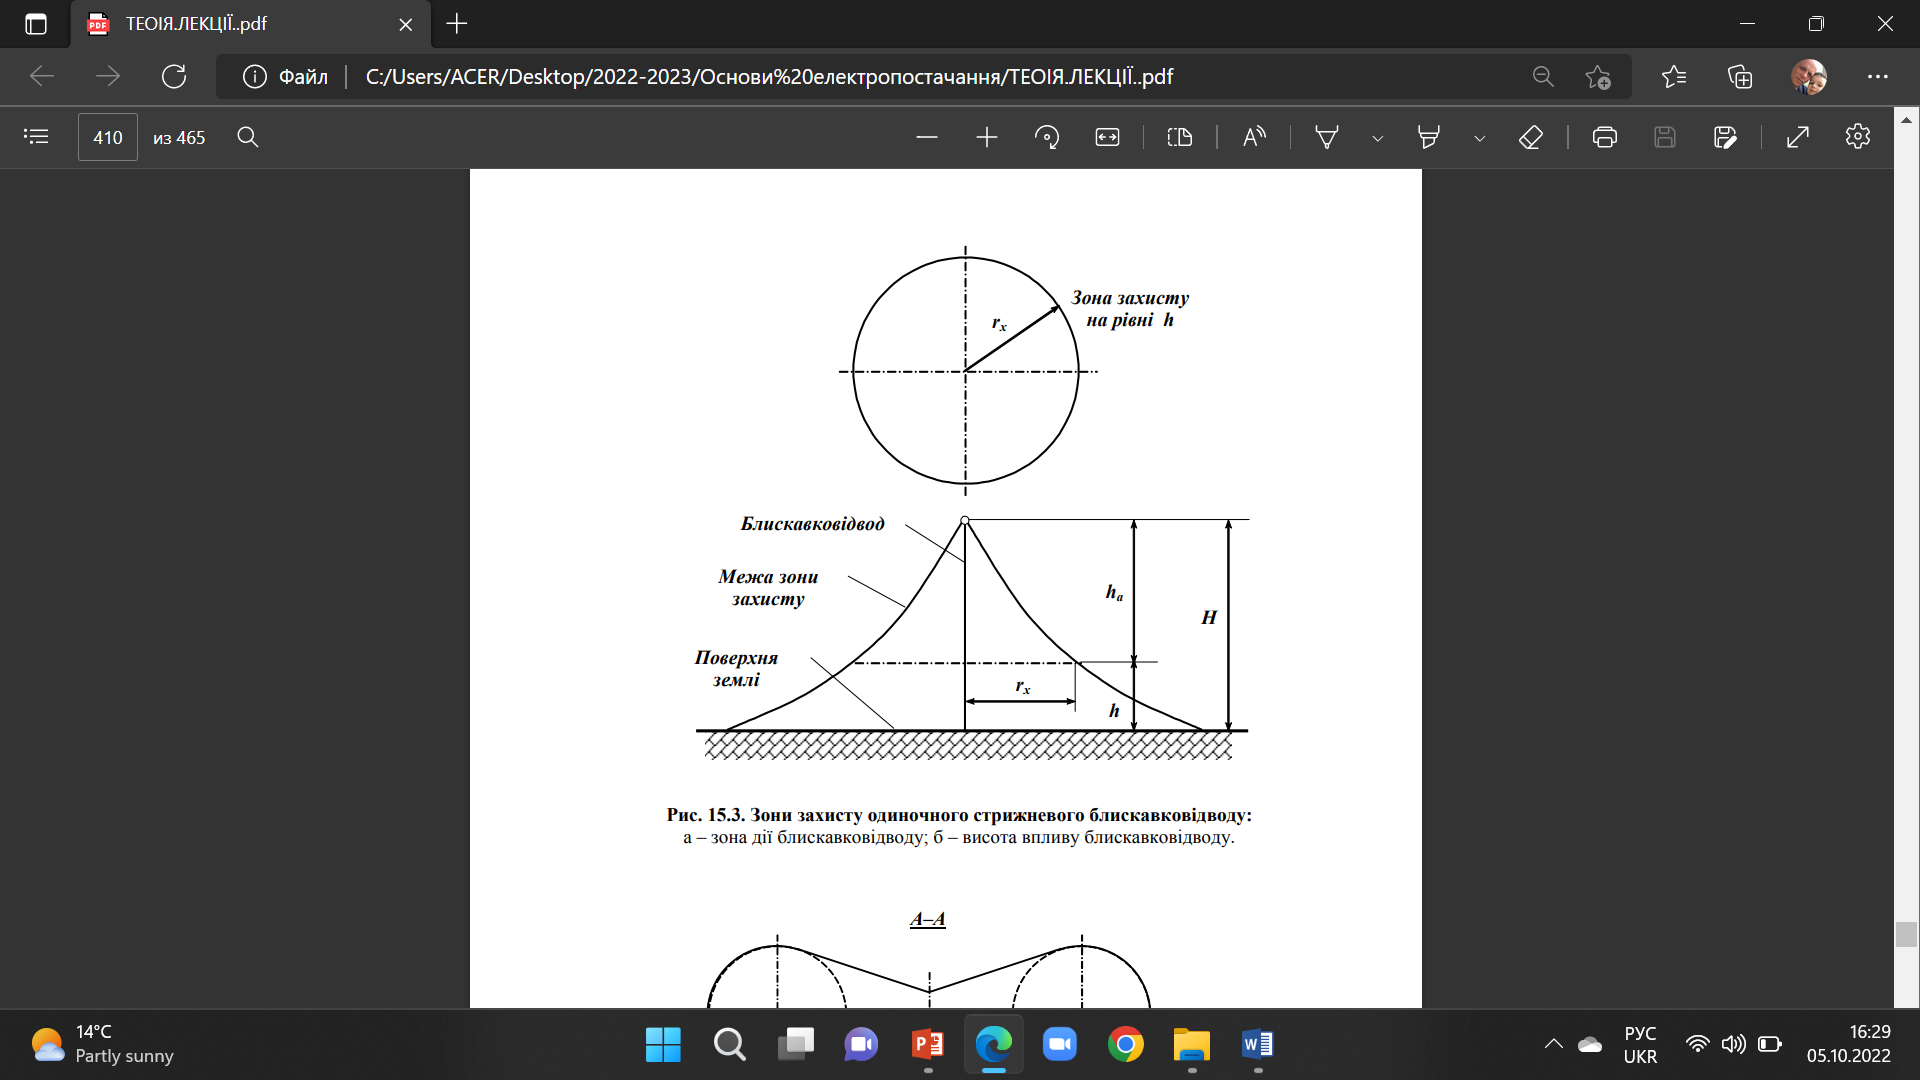 ТЕОІЯ.ЛЕКЦІЇ..pdf
Файл
C:/Users/ACER/Desktop/2022-2023/Основи%20електропостачання/ТЕОІЯ.ЛЕКЦІЇ..pdf
410 из 465
Зона захисту
на рівні h
rx
Блискавковідвод
Межа зони
захисту
ha
H
Поверхня
землі
rx
h
Рис. 15.3. Зони захисту одиночного стрижневого блискавковідводу:
а – зона дії блискавковідводу; б – висота впливу блискавковідводу.
А–А
14°C
Partly sunny
РУС
UKR
16:29
05.10.2022